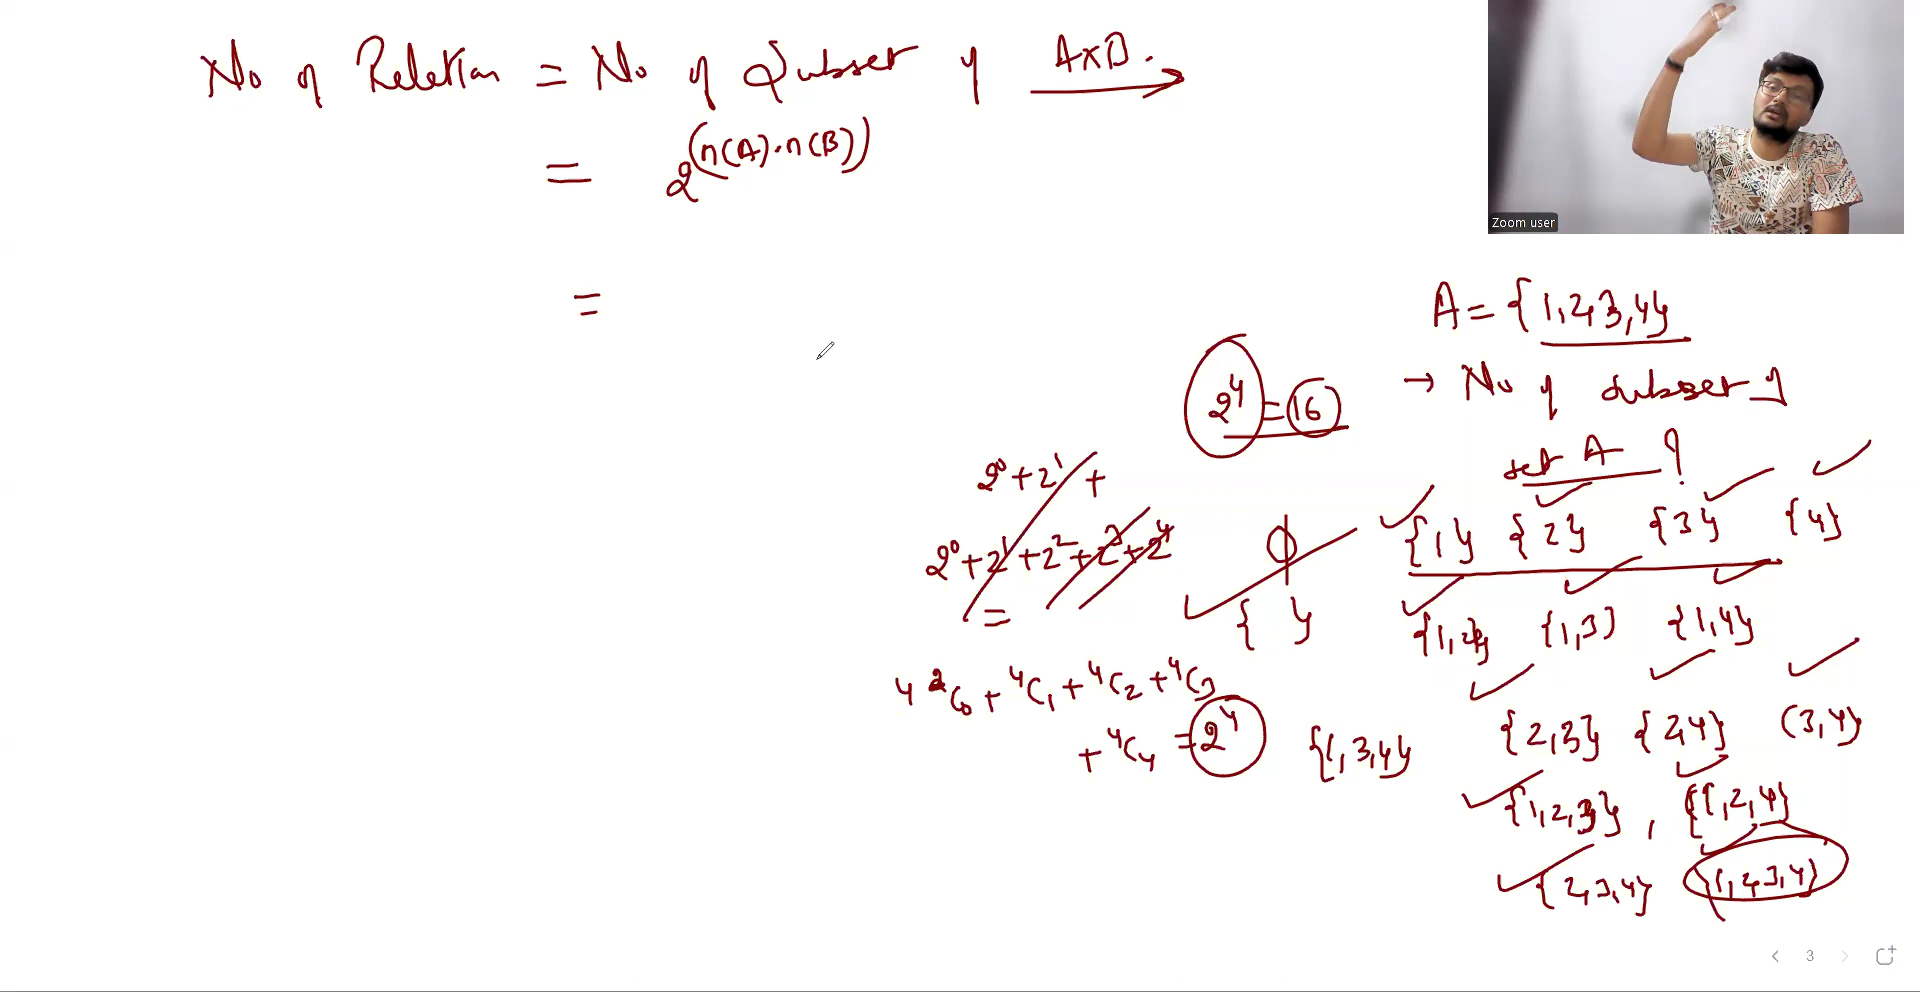 No of Relation = No of Subset of A×B.
= 2^(n(A)·n(B))
=
Zoom user
A = {1,2,3,4}
→ No of subset of
set A ?
2^4 = 16
2^0 + 2^1 +
2^0 + 2^1 + 2^2 + 2^3 + 2^4
=
ϕ
{ }
{1} {2} {3} {4}
{1,2} {1,3} {1,4}
4C0 + 4C1 + 4C2 + 4C3
+ 4C4 = 2^4
{1,3,4}
{2,3} {2,4} (3,4}
{1,2,3} , {1,2,4}
{2,3,4} {1,2,3,4}
3